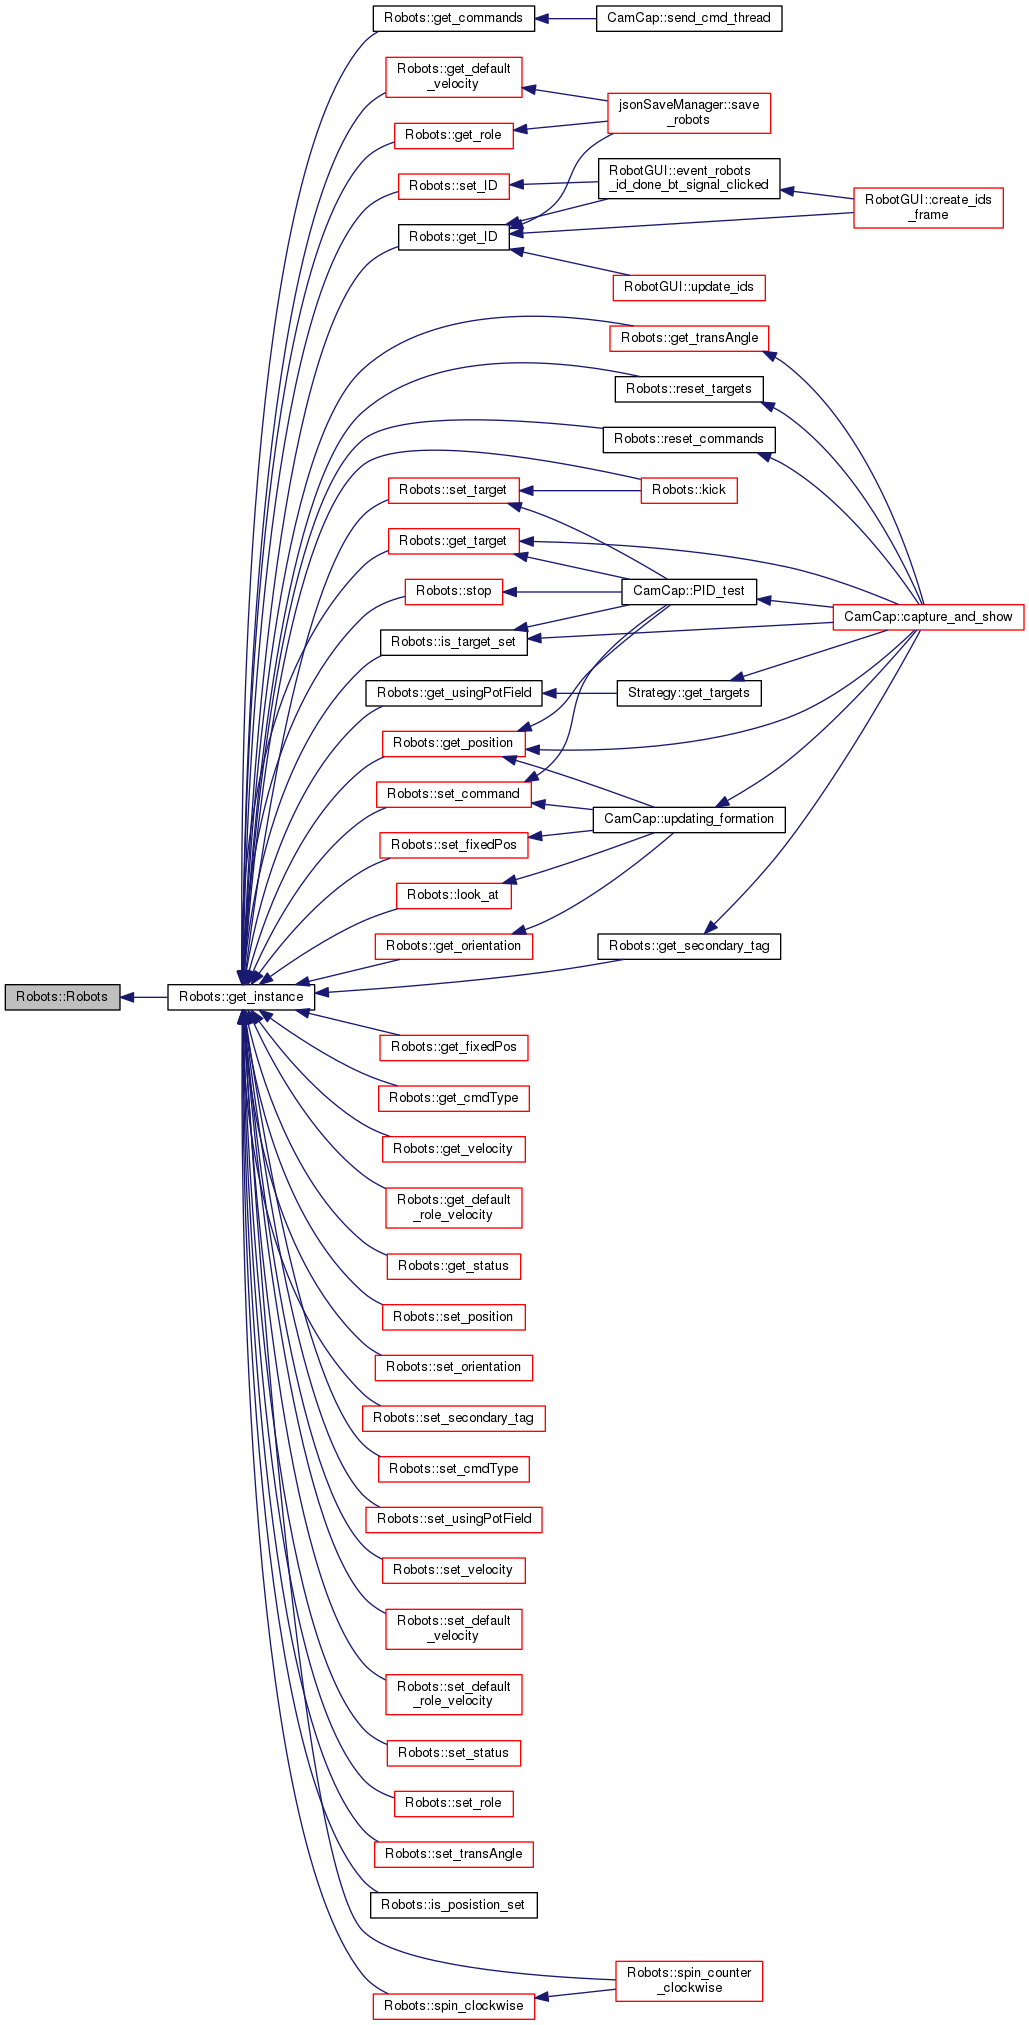 Robots::get_commands
CamCap::send_cmd_thread
Robots::get_default
_velocity
jsonSaveManager::save
_robots
Robots::get_role
RobotGUI::event_robots
_id_done_bt_signal_clicked
Robots::set_ID
RobotGUI::create_ids
_frame
Robots::get_ID
RobotGUI::update_ids
Robots::get_transAngle
Robots::reset_targets
Robots::reset_commands
Robots::set_target
Robots::kick
Robots::get_target
Robots::stop
CamCap::PID_test
CamCap::capture_and_show
Robots::is_target_set
Robots::get_usingPotField
Strategy::get_targets
Robots::get_position
Robots::set_command
CamCap::updating_formation
Robots::set_fixedPos
Robots::look_at
Robots::get_orientation
Robots::get_secondary_tag
Robots::Robots
Robots::get_instance
Robots::get_fixedPos
Robots::get_cmdType
Robots::get_velocity
Robots::get_default
_role_velocity
Robots::get_status
Robots::set_position
Robots::set_orientation
Robots::set_secondary_tag
Robots::set_cmdType
Robots::set_usingPotField
Robots::set_velocity
Robots::set_default
_velocity
Robots::set_default
_role_velocity
Robots::set_status
Robots::set_role
Robots::set_transAngle
Robots::is_posistion_set
Robots::spin_counter
_clockwise
Robots::spin_clockwise